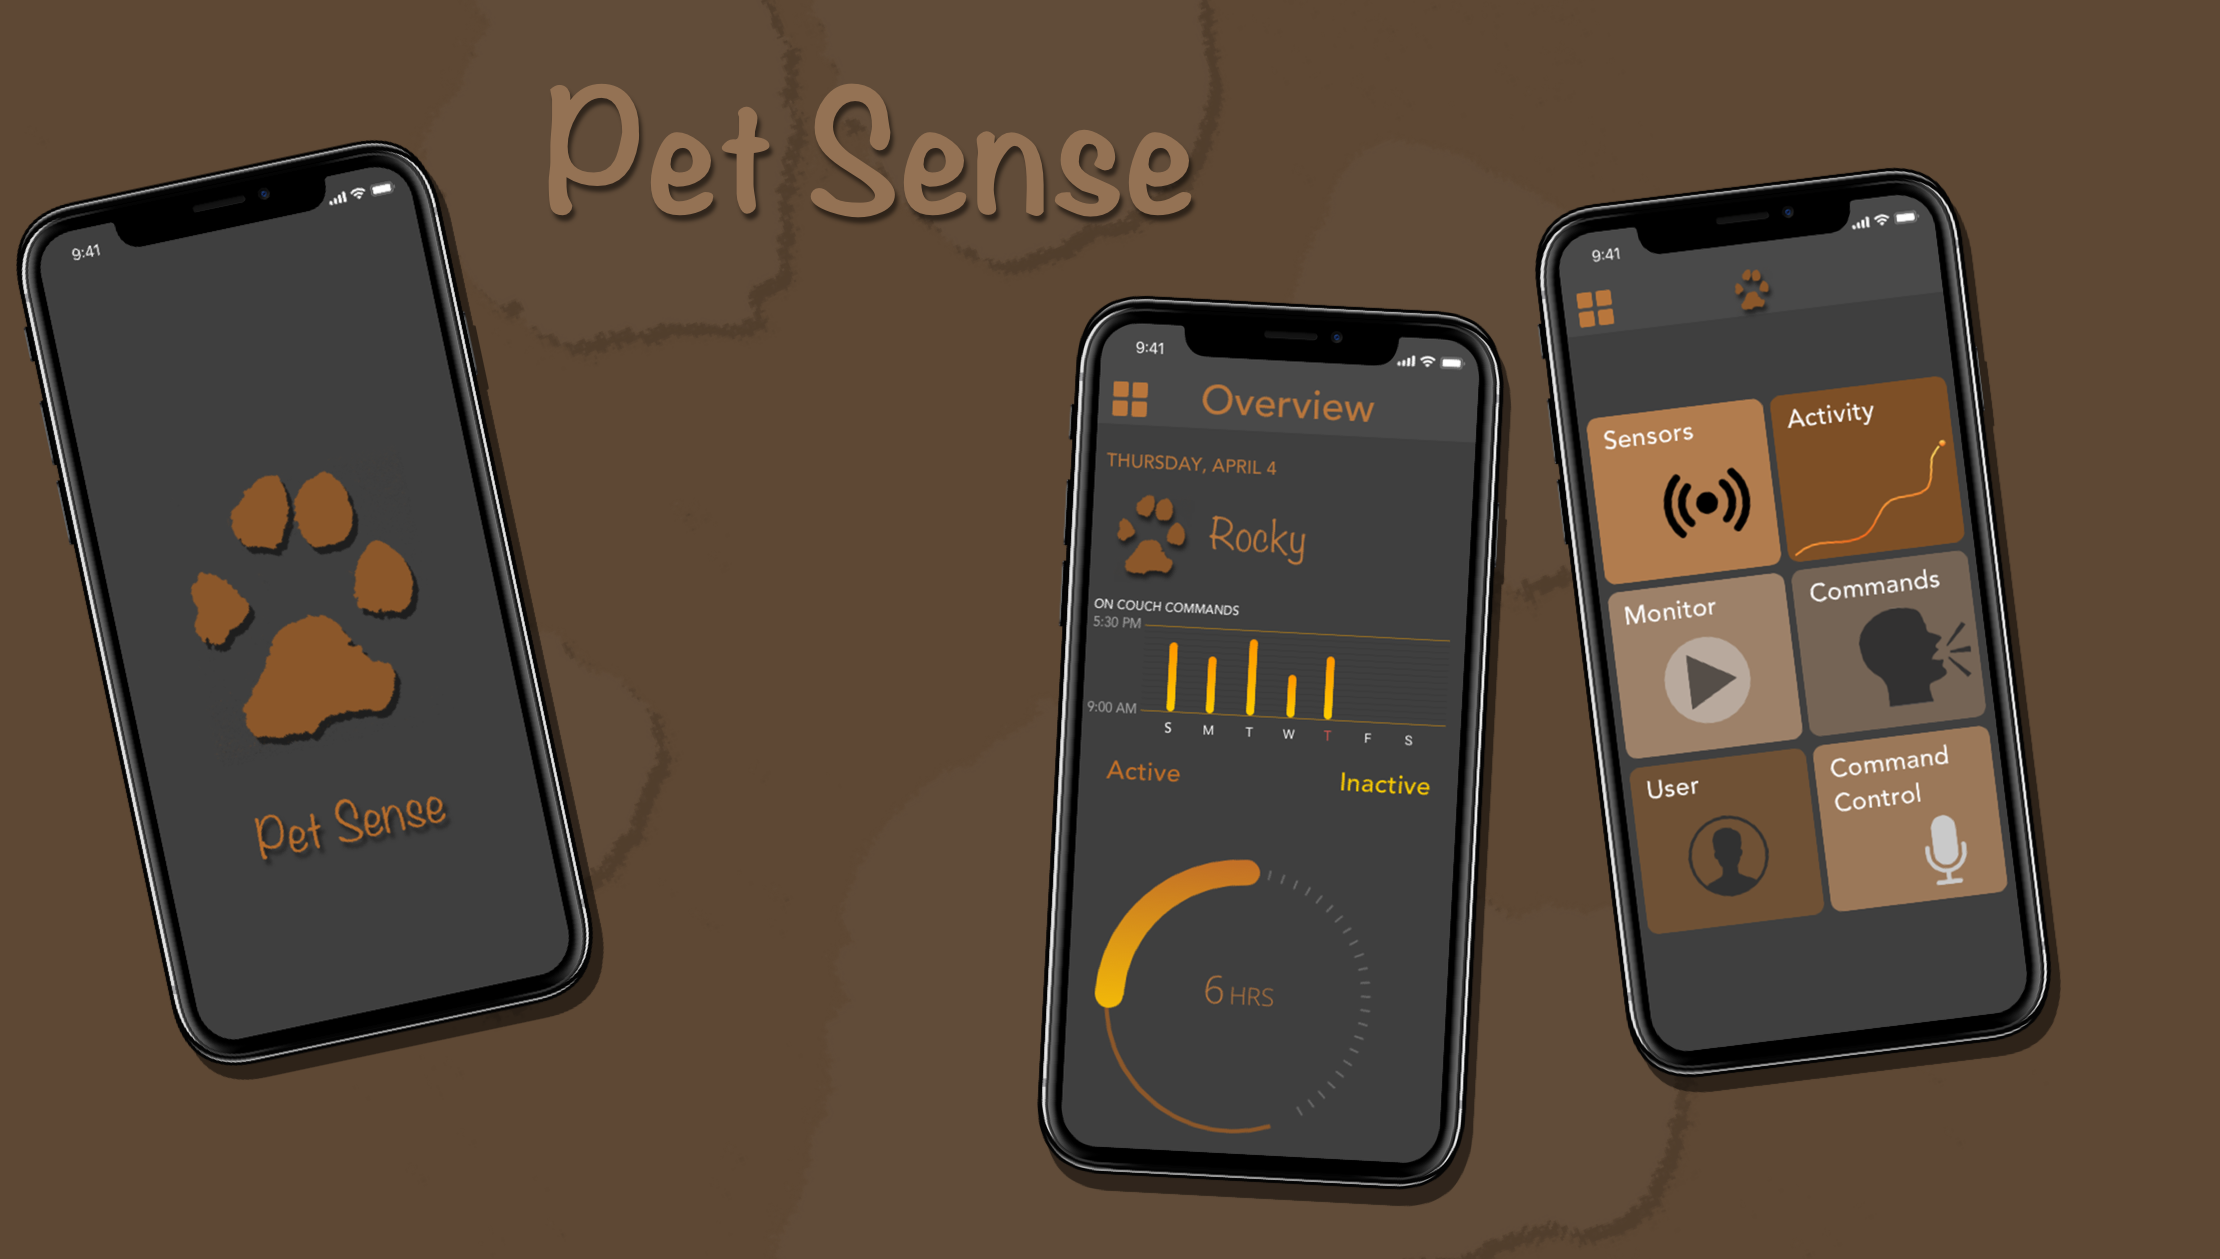 Pet Sense
9:41
Pet Sense
9:41
Overview
THURSDAY, APRIL 4
Rocky
ON COUCH COMMANDS
5:30 PM
9:00 AM
S M T W T F S
Active Inactive
6 HRS
9:41
Sensors
Activity
Monitor
Commands
User
Command
Control